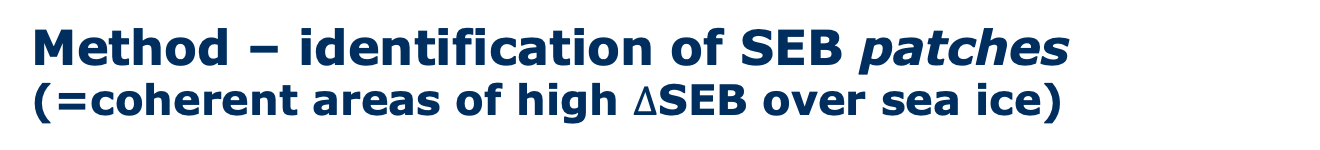 Method – identification of SEB patches
(=coherent areas of high ΔSEB over sea ice)